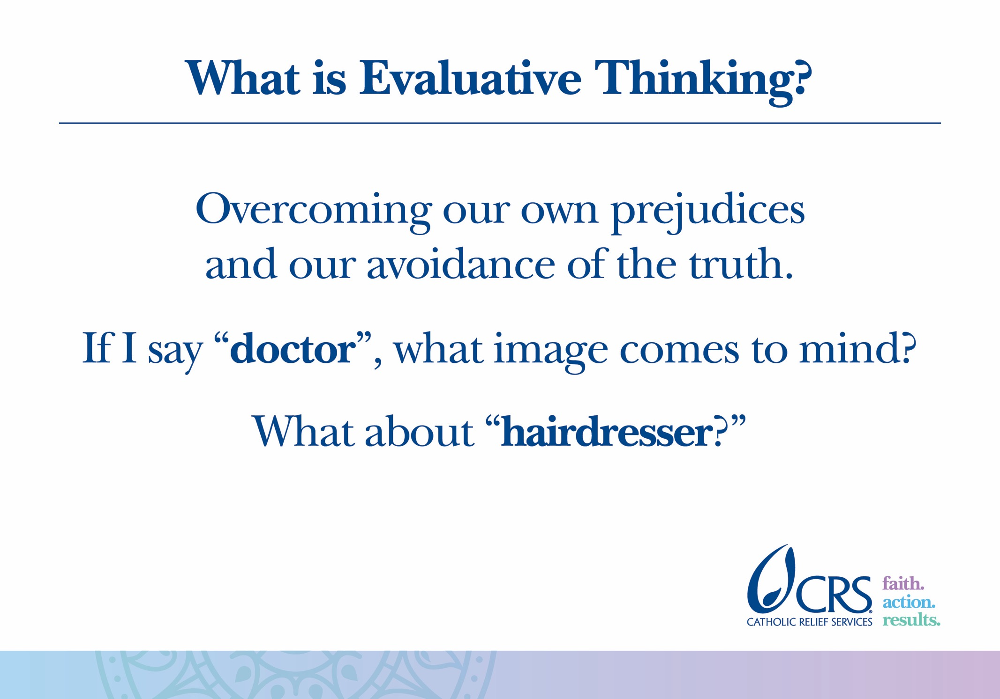 What is Evaluative Thinking?
Overcoming our own prejudices
and our avoidance of the truth.
If I say “doctor”, what image comes to mind?
What about “hairdresser?”
CRS®
CATHOLIC RELIEF SERVICES
faith.
action.
results.